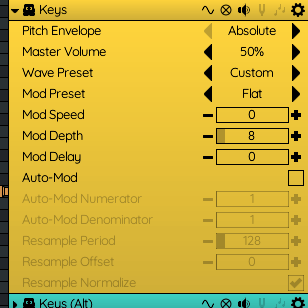 Keys
Pitch Envelope Absolute
Master Volume 50%
Wave Preset Custom
Mod Preset Flat
Mod Speed 0
Mod Depth 8
Mod Delay 0
Auto-Mod
Auto-Mod Numerator 1
Auto-Mod Denominator 1
Resample Period 128
Resample Offset 0
Resample Normalize
Keys (Alt)